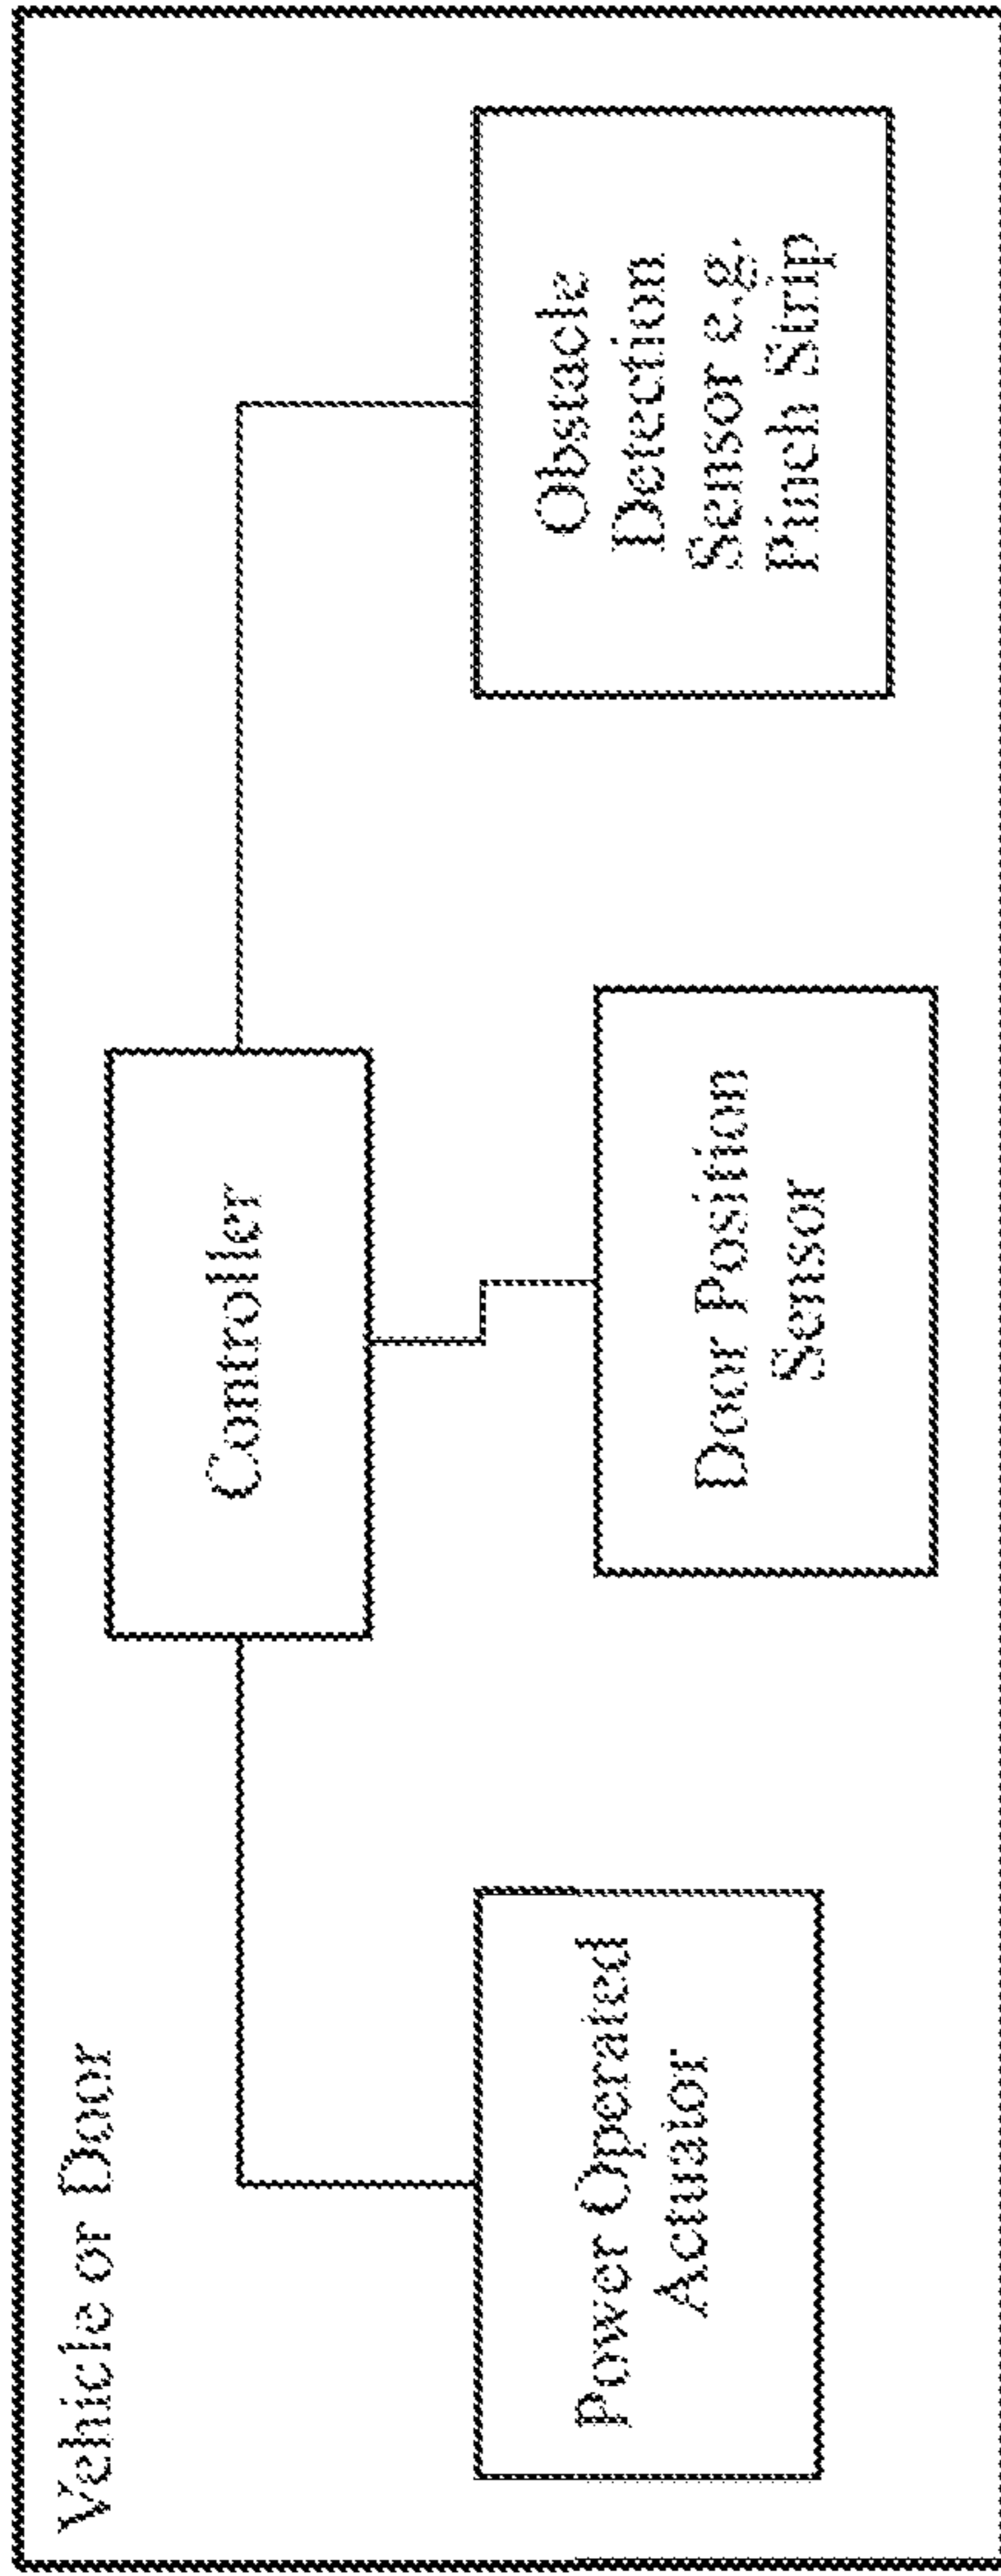 Vehicle or Door
Controller
Power Operated
Actuator
Door Position
Sensor
Obstacle
Detection
Sensor e.g.
Pinch Strip